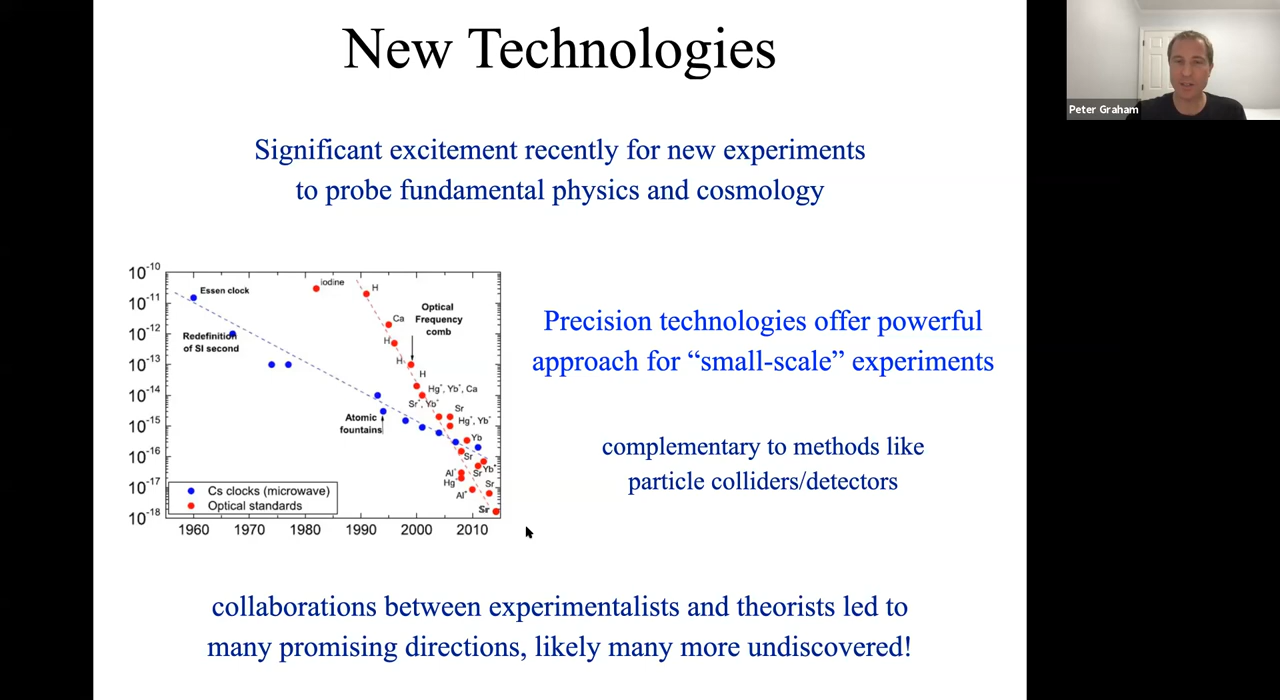 New Technologies
Peter Graham
Significant excitement recently for new experiments
to probe fundamental physics and cosmology
10⁻¹⁰
10⁻¹¹
10⁻¹²
10⁻¹³
10⁻¹⁴
10⁻¹⁵
10⁻¹⁶
10⁻¹⁷
10⁻¹⁸
Essen clock
iodine
H
Redefinition
of SI second
Ca
Optical
Frequency
comb
H
H
H
Hg⁺, Yb⁺, Ca
Sr⁺, Yb⁺
Sr
Atomic
fountains
Hg⁺, Yb⁺
Yb
Sr
Al⁺
Sr
Yb⁺
Hg⁺
Sr
Al⁺
Sr
Cs clocks (microwave)
Optical standards
1960 1970 1980 1990 2000 2010
Precision technologies offer powerful
approach for “small-scale” experiments
complementary to methods like
particle colliders/detectors
collaborations between experimentalists and theorists led to
many promising directions, likely many more undiscovered!